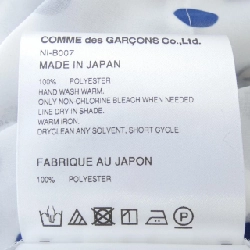 COMME des GARÇONS Co.,Ltd.
NI-B007
MADE IN JAPAN
100% POLYESTER
HAND WASH WARM.
ONLY NON CHLORINE BLEACH WHEN NEEDED
LINE DRY IN SHADE.
WARM IRON.
DRYCLEAN ANY SOLVENT, SHORT CYCLE.
FABRIQUE AU JAPON
100% POLYESTER
P